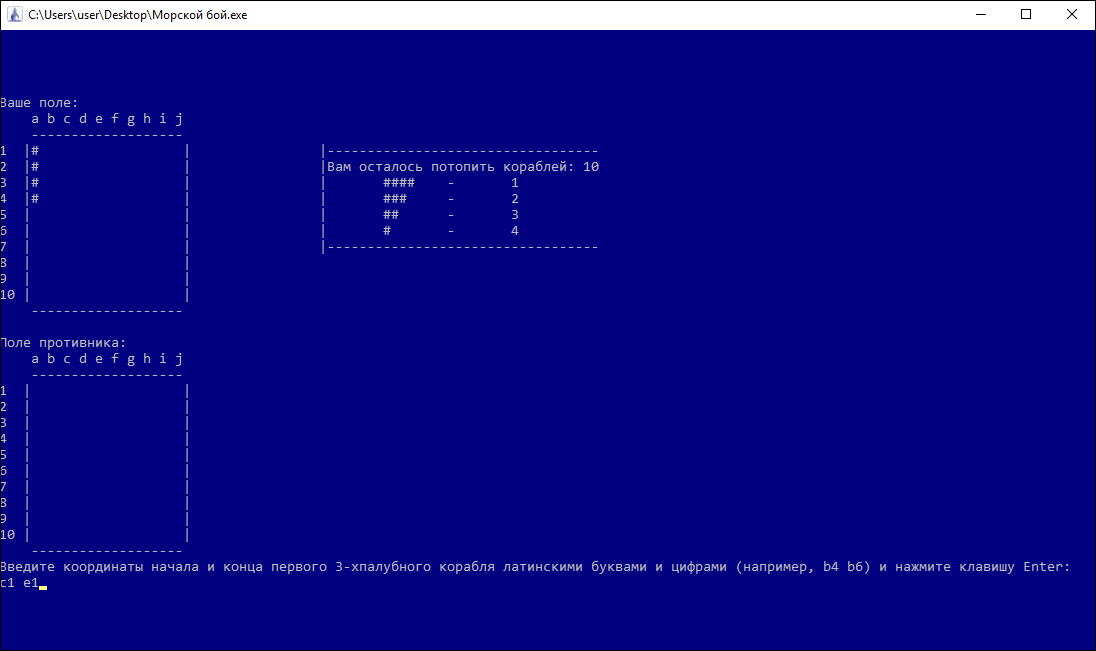 C:\Users\user\Desktop\Морской бой.exe
Ваше поле:
    a b c d e f g h i j
    -------------------
1  |#                  |                |----------------------------------
2  |#                  |                |Вам осталось потопить кораблей: 10
3  |#                  |                |       ####    -       1
4  |#                  |                |       ###     -       2
5  |                   |                |       ##      -       3
6  |                   |                |       #       -       4
7  |                   |                |----------------------------------
8  |                   |
9  |                   |
10 |                   |
    -------------------
Поле противника:
    a b c d e f g h i j
    -------------------
1  |                   |
2  |                   |
3  |                   |
4  |                   |
5  |                   |
6  |                   |
7  |                   |
8  |                   |
9  |                   |
10 |                   |
    -------------------
Введите координаты начала и конца первого 3-хпалубного корабля латинскими буквами и цифрами (например, b4 b6) и нажмите клавишу Enter:
c1 e1